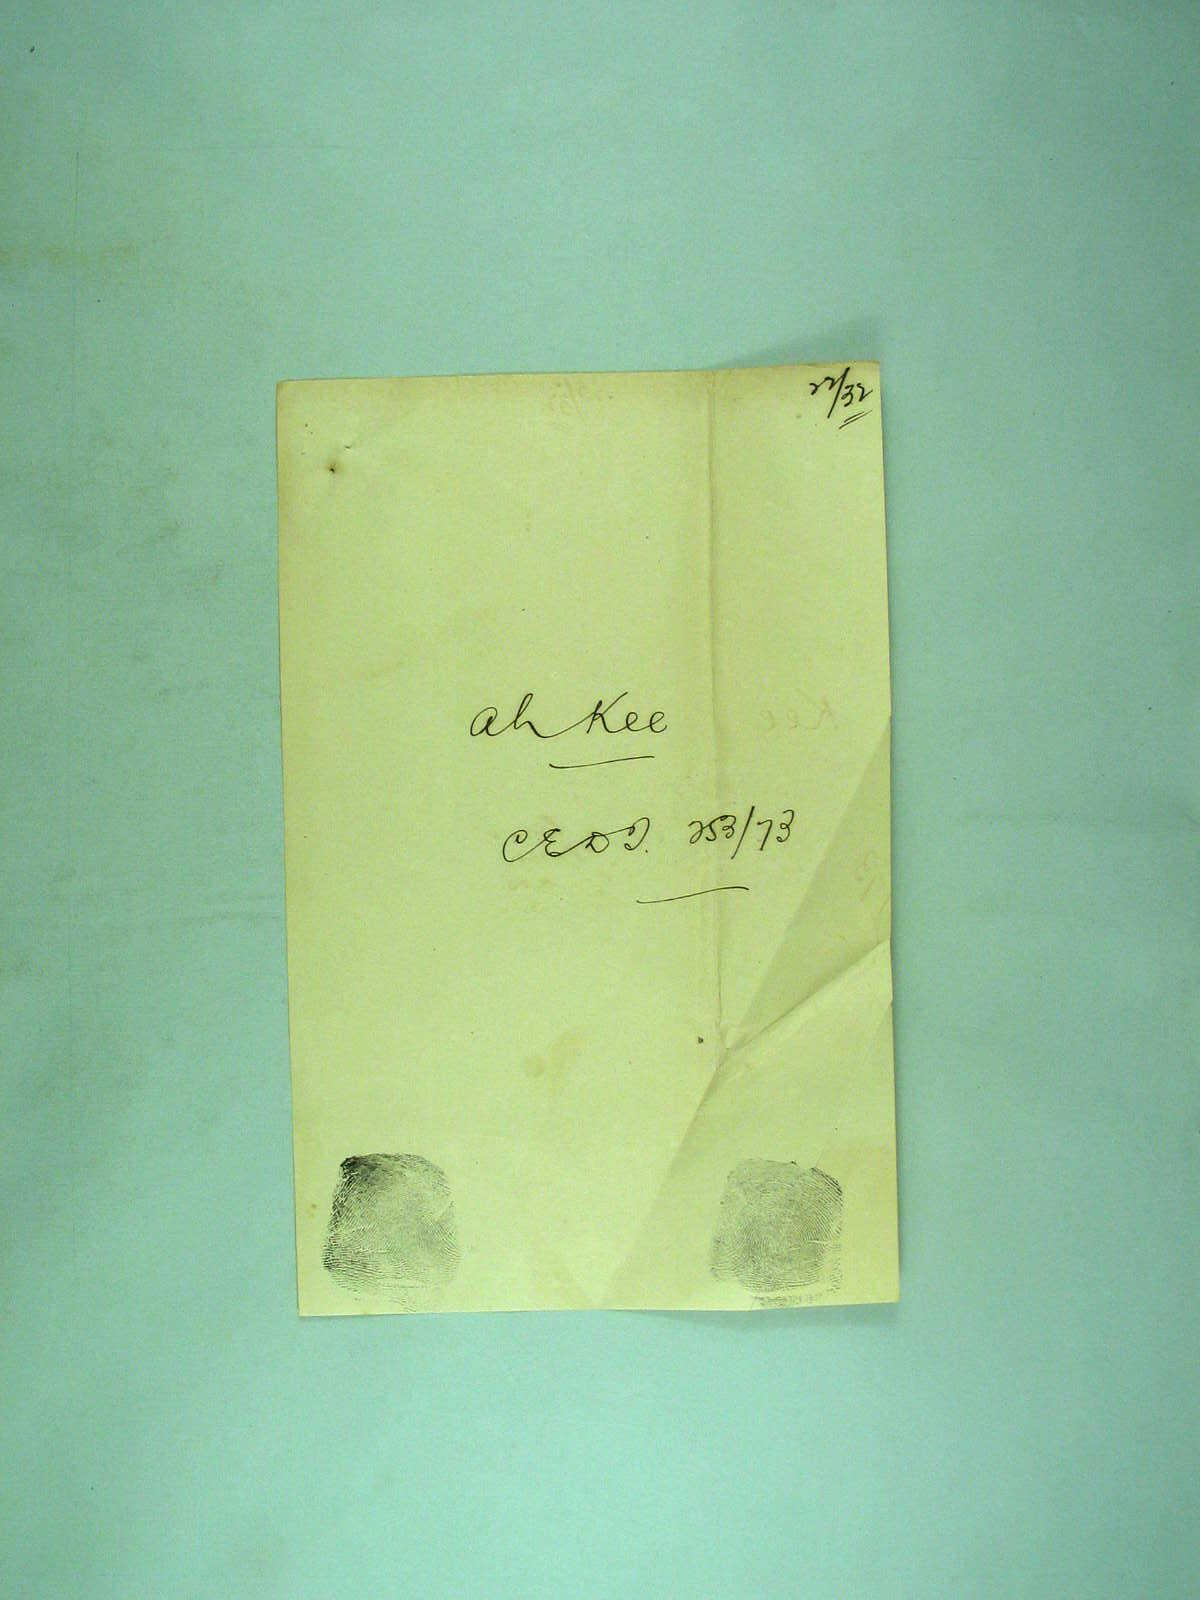 22/32
Ah Kee
CEDT. 253/73